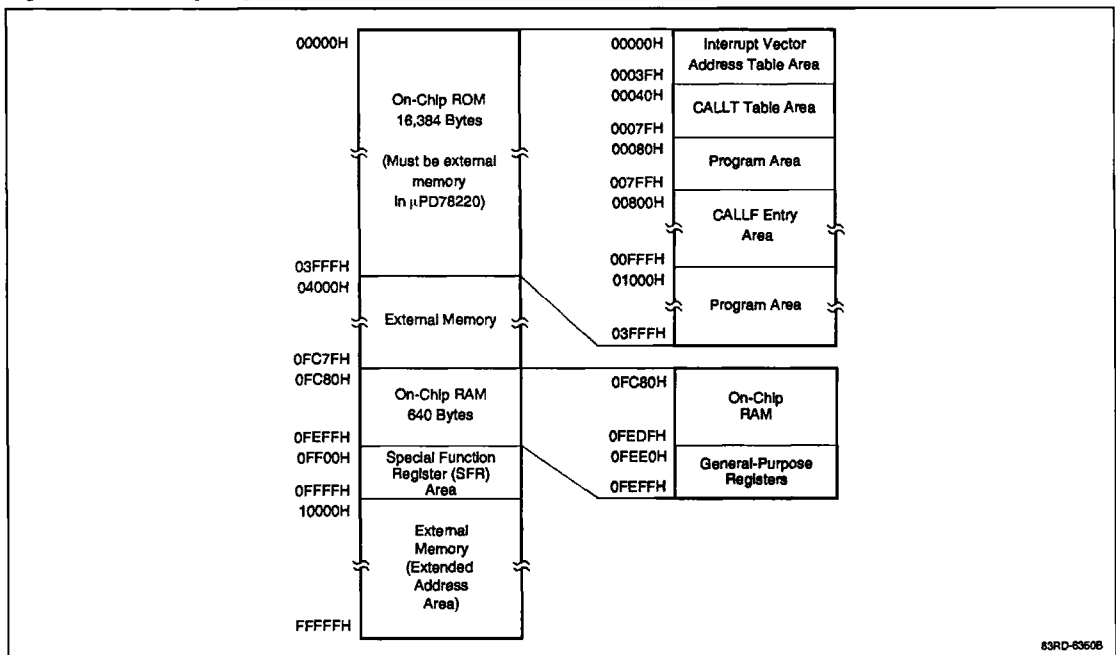 00000H
On-Chip ROM
16,384 Bytes
(Must be external
memory
in μPD78220)
03FFFH
04000H
External Memory
0FC7FH
0FC80H
On-Chip RAM
640 Bytes
0FEFFH
0FF00H
Special Function
Register (SFR)
Area
0FFFFH
10000H
External
Memory
(Extended
Address
Area)
FFFFFH
00000H
Interrupt Vector
Address Table Area
0003FH
00040H
CALLT Table Area
0007FH
00080H
Program Area
007FFH
00800H
CALLF Entry
Area
00FFFH
01000H
Program Area
03FFFH
0FC80H
On-Chip
RAM
0FEDFH
0FEE0H
General-Purpose
Registers
0FEFFH
83RD-6350B